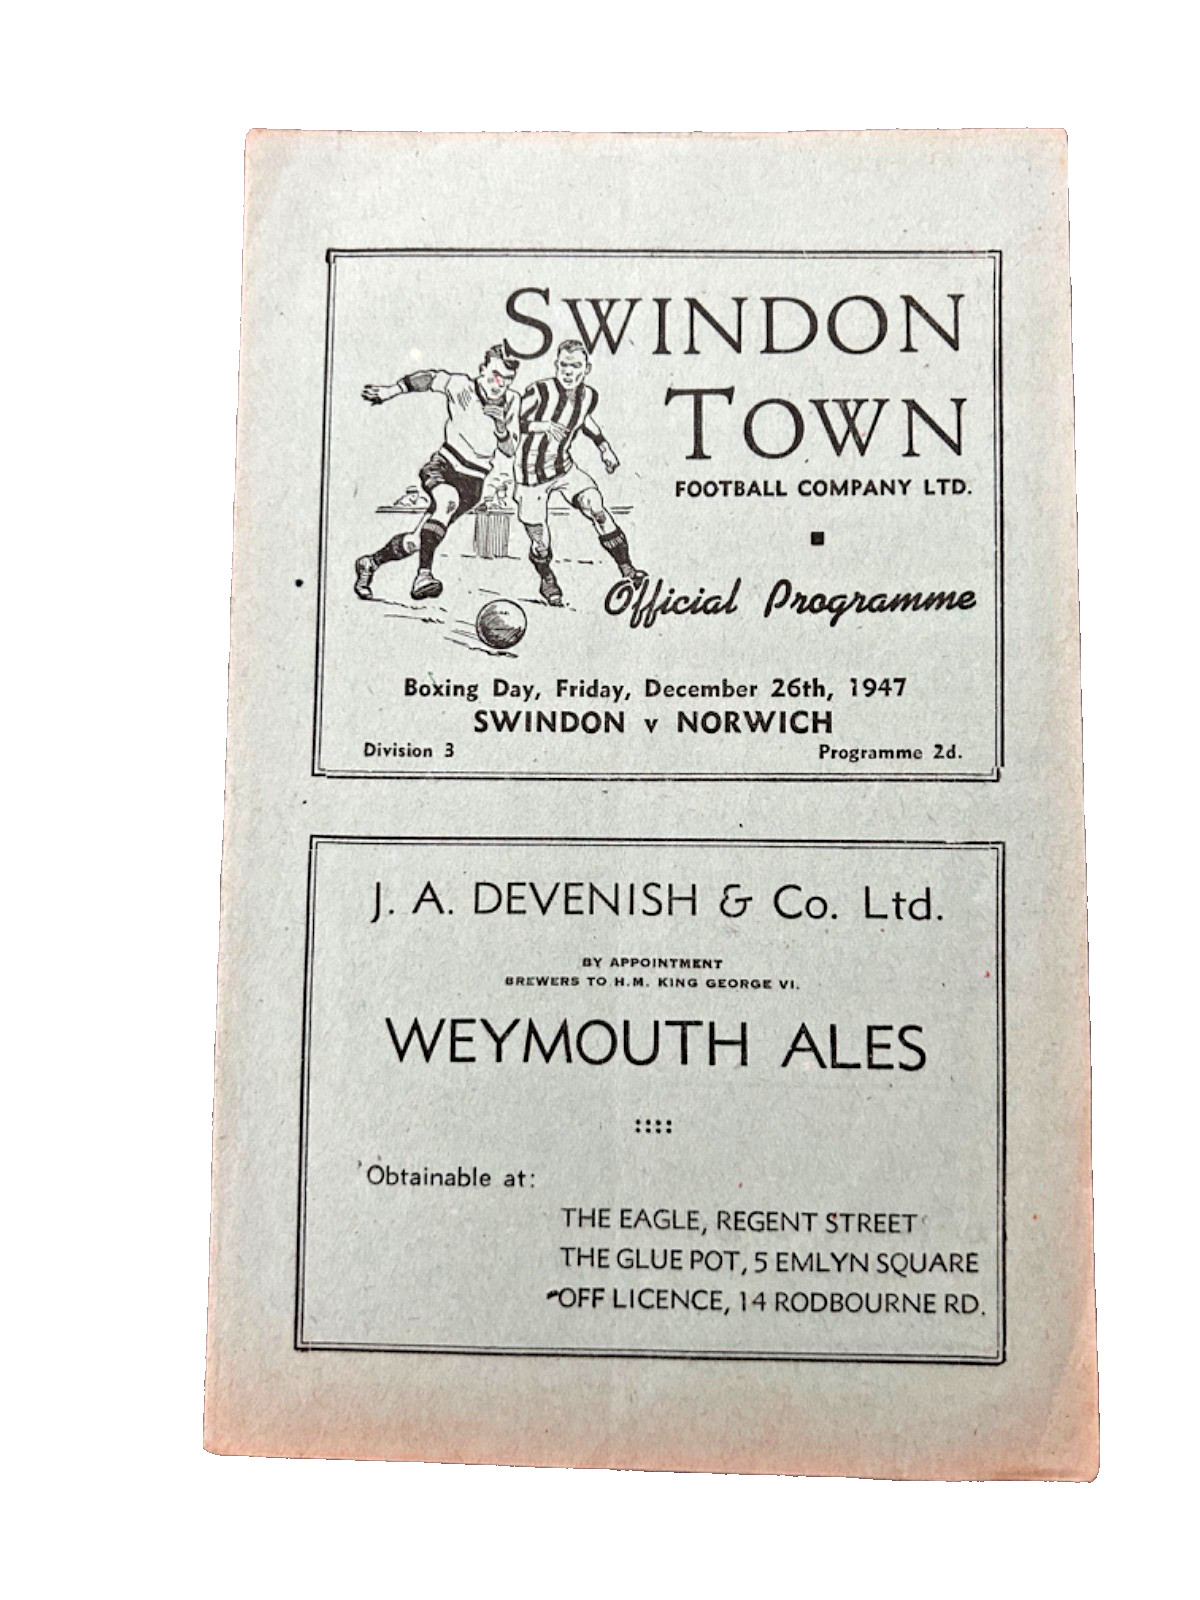 SWINDON
TOWN
FOOTBALL COMPANY LTD.
Official Programme
Boxing Day, Friday, December 26th, 1947
SWINDON v NORWICH
Division 3 Programme 2d.
J. A. DEVENISH & Co. Ltd.
BY APPOINTMENT
BREWERS TO H.M. KING GEORGE VI.
WEYMOUTH ALES
Obtainable at:
THE EAGLE, REGENT STREET
THE GLUE POT, 5 EMLYN SQUARE
OFF LICENCE, 14 RODBOURNE RD.